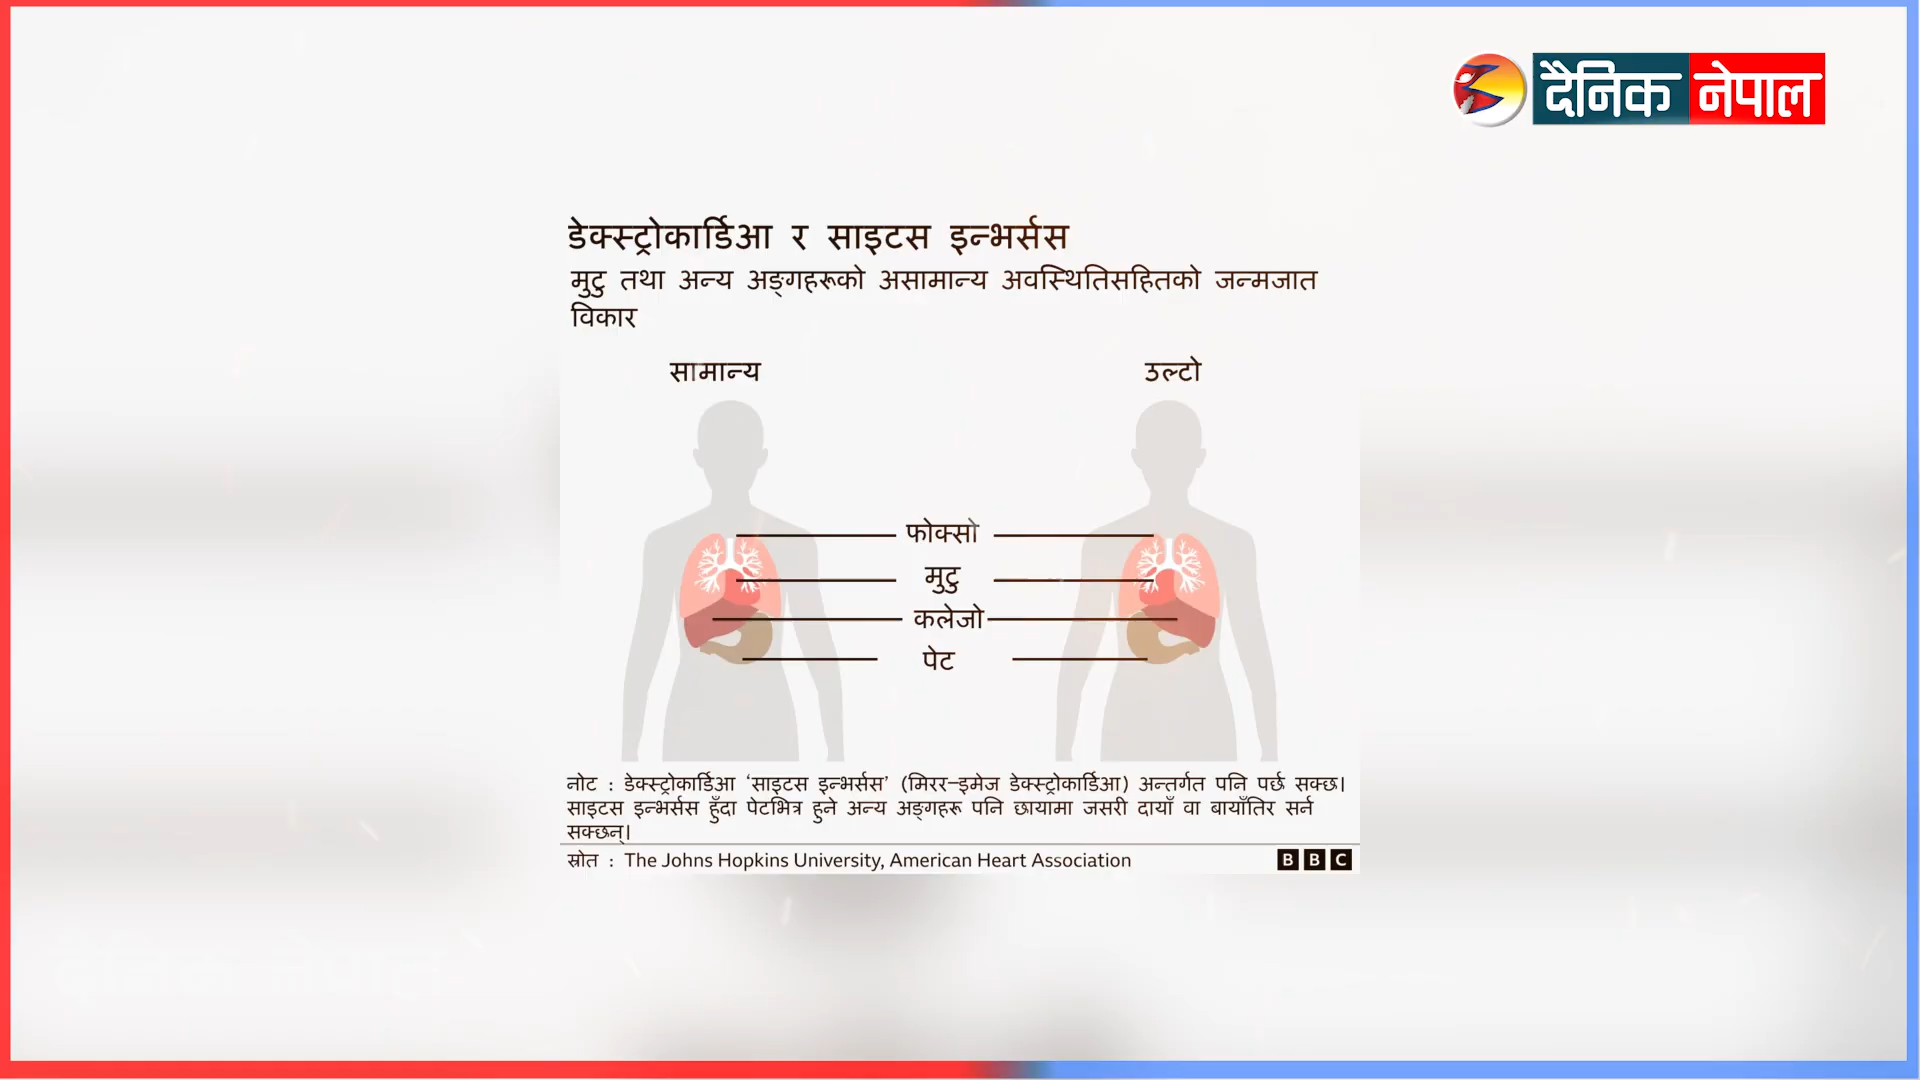 दैनिक नेपाल
डेक्स्ट्रोकार्डिआ र साइटस इन्भर्सस
मुटु तथा अन्य अङ्गहरूको असामान्य अवस्थितिसहितको जन्मजात
विकार
सामान्य उल्टो
फोक्सो
मुटु
कलेजो
पेट
नोट : डेक्स्ट्रोकार्डिआ ‘साइटस इन्भर्सस’ (मिरर–इमेज डेक्स्ट्रोकार्डिआ) अन्तर्गत पनि पर्छ सक्छ।
साइटस इन्भर्सस हुँदा पेटभित्र हुने अन्य अङ्गहरू पनि छायामा जसरी दायाँ वा बायाँतिर सर्न
सक्छन्।
स्रोत : The Johns Hopkins University, American Heart Association BBC
दैनिक नेपाल